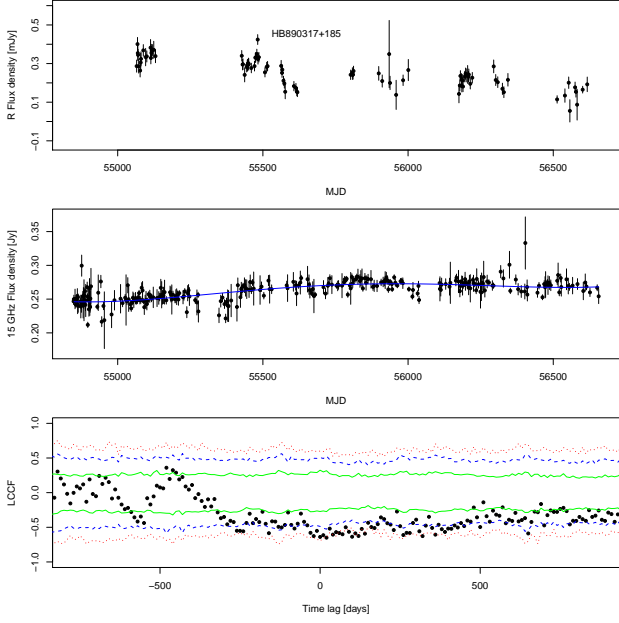 HB890317+185
R Flux density [mJy]
−0.1 0.1 0.3 0.5
55000 55500 56000 56500
MJD
15 GHz Flux density [Jy]
0.20 0.25 0.30 0.35
55000 55500 56000 56500
MJD
LCCF
−1.0 −0.5 0.0 0.5 1.0
−500 0 500
Time lag [days]